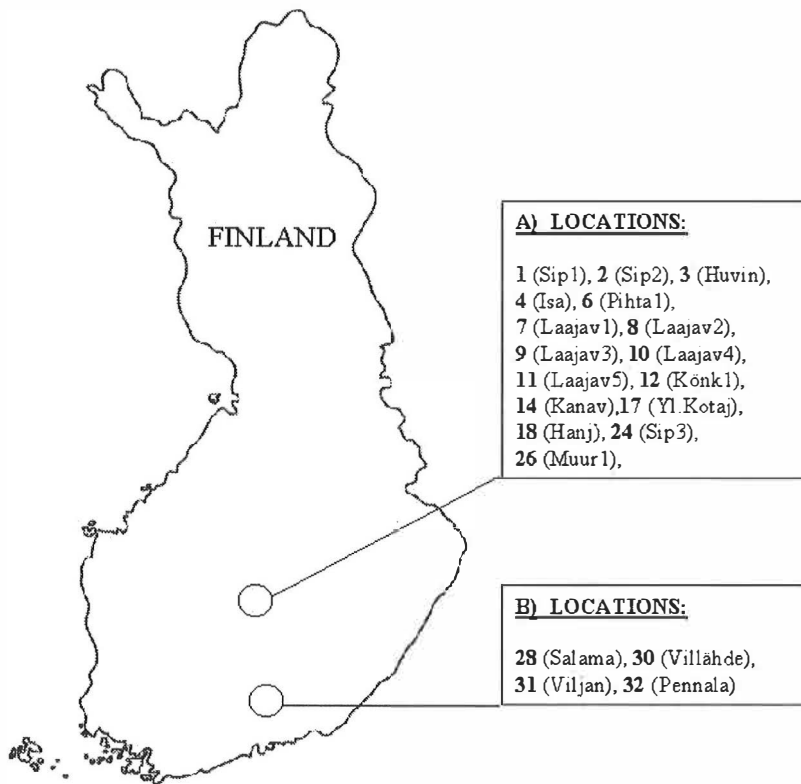 FINLAND
A) LOCATIONS:
1 (Sip1), 2 (Sip2), 3 (Huvin),
4 (Isa), 6 (Pihta1),
7 (Laajav1), 8 (Laajav2),
9 (Laajav3), 10 (Laajav4),
11 (Laajav5), 12 (Könk1),
14 (Kanav),17 (Yl.Kotaj),
18 (Hanj), 24 (Sip3),
26 (Muur1),
B) LOCATIONS:
28 (Salama), 30 (Villähde),
31 (Viljan), 32 (Pennala)